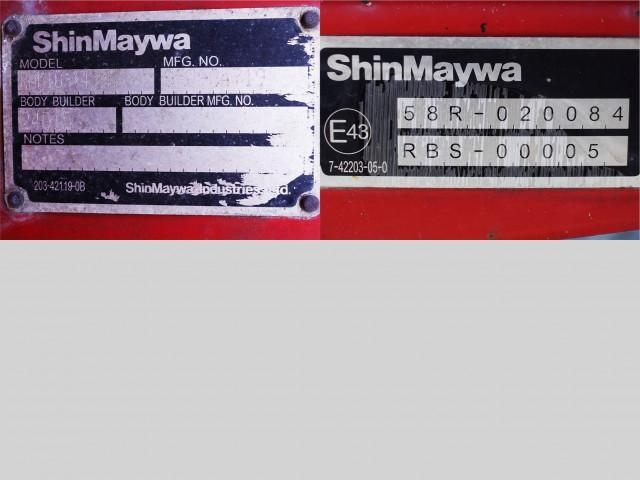 ShinMaywa
MODEL MFG. NO.
BODY BUILDER BODY BUILDER MFG. NO.
NOTES
203-42119-0B ShinMaywa Industries, Ltd.
ShinMaywa
E43
58R-020084
RBS-00005
7-42203-05-0